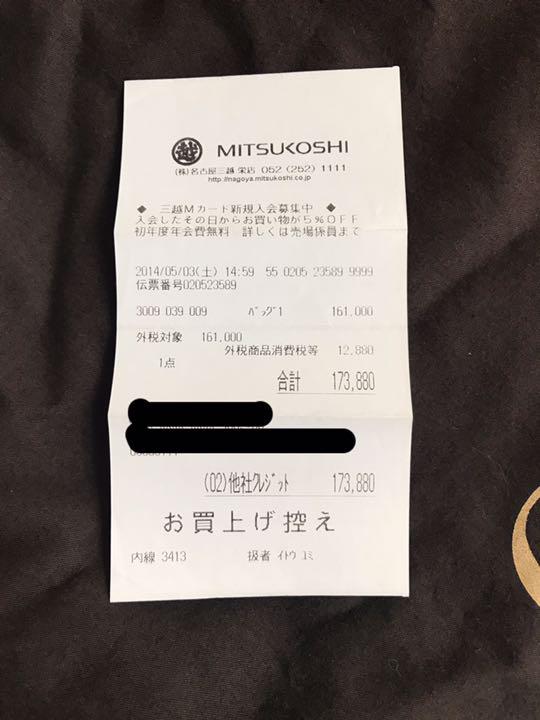 越 MITSUKOSHI
(株)名古屋三越 栄店 052 (252) 1111
http://nagoya.mitsukoshi.co.jp
◆ 三越Mカード新規入会募集中 ◆
入会したその日からお買い物が5%OFF
初年度年会費無料 詳しくは売場係員まで
2014/05/03(土) 14:59 55 0205 23589 9999
伝票番号020523589
3009 039 009 バッグ1 161,000
外税対象 161,000
外税商品消費税等 12,880
1点
合計 173,880
(02)他社クレジット 173,880
お買上げ控え
内線 3413 扱者 イトウ ユミ